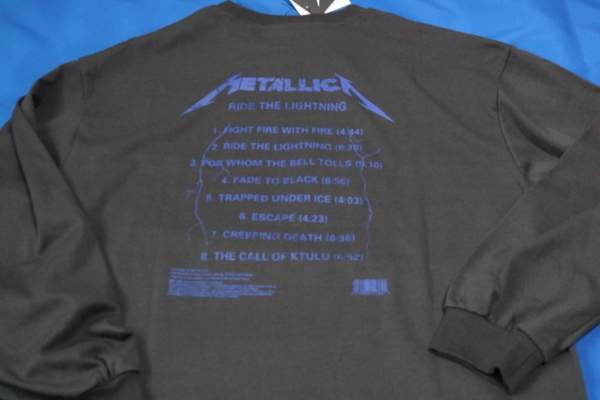 METALLICA
RIDE THE LIGHTNING
1. FIGHT FIRE WITH FIRE (4:44)
2. RIDE THE LIGHTNING (6:39)
3. FOR WHOM THE BELL TOLLS (5:10)
4. FADE TO BLACK (6:56)
5. TRAPPED UNDER ICE (4:03)
6. ESCAPE (4:23)
7. CREEPING DEATH (6:36)
8. THE CALL OF KTULU (8:52)